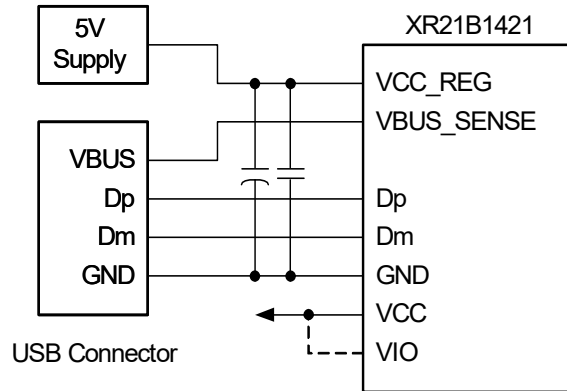 5V
Supply
XR21B1421
VCC_REG
VBUS_SENSE
VBUS
Dp
Dp
Dm
Dm
GND
GND
VCC
VIO
USB Connector